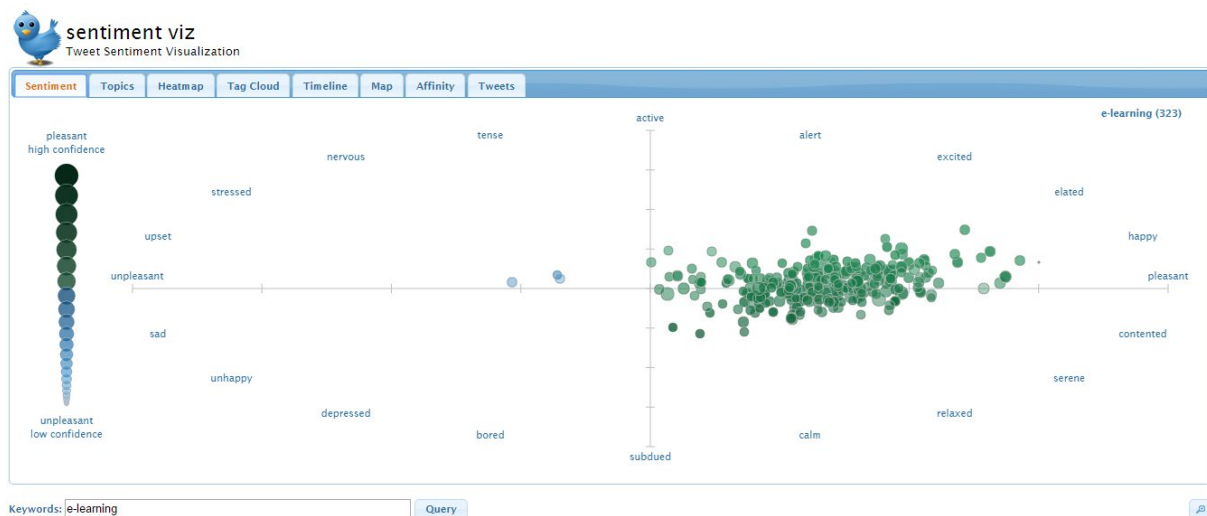 sentiment viz
Tweet Sentiment Visualization
Sentiment Topics Heatmap Tag Cloud Timeline Map Affinity Tweets
e-learning (323)
pleasant
high confidence
unpleasant
low confidence
active
tense
alert
nervous
excited
stressed
elated
upset
happy
unpleasant
pleasant
sad
contented
unhappy
serene
depressed
relaxed
bored
calm
subdued
Keywords: e-learning Query